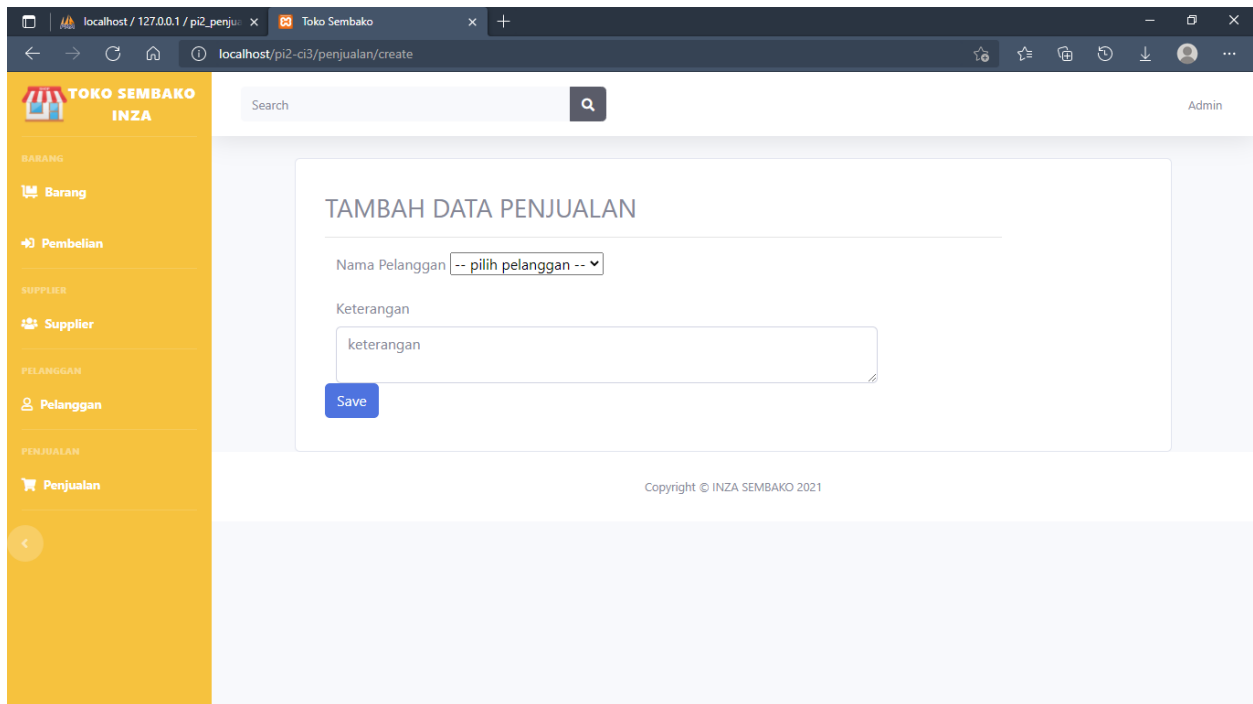 localhost / 127.0.0.1 / pi2_penjua
Toko Sembako
localhost/pi2-ci3/penjualan/create
TOKO SEMBAKO
INZA
Search
Admin
BARANG
Barang
Pembelian
SUPPLIER
Supplier
PELANGGAN
Pelanggan
PENJUALAN
Penjualan
TAMBAH DATA PENJUALAN
Nama Pelanggan -- pilih pelanggan --
Keterangan
keterangan
Save
Copyright © INZA SEMBAKO 2021